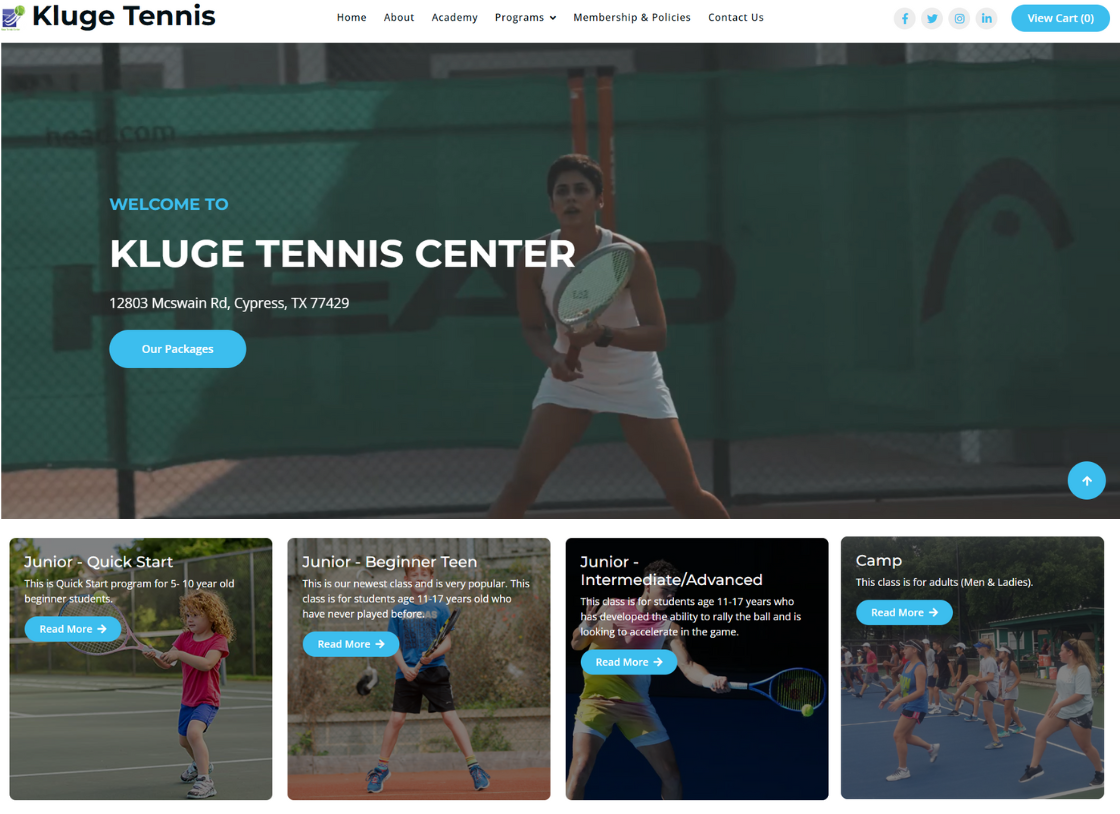 Kluge Tennis
Home About Academy Programs Membership & Policies Contact Us
View Cart (0)
head.com
HEAD
WELCOME TO
KLUGE TENNIS CENTER
12803 Mcswain Rd, Cypress, TX 77429
Our Packages
Junior - Quick Start
This is Quick Start program for 5- 10 year old
beginner students.
Read More
Junior - Beginner Teen
This is our newest class and is very popular. This
class is for students age 11-17 years old who
have never played before.
Read More
Junior -
Intermediate/Advanced
This class is for students age 11-17 years who
has developed the ability to rally the ball and is
looking to accelerate in the game.
Read More
Camp
This class is for adults (Men & Ladies).
Read More